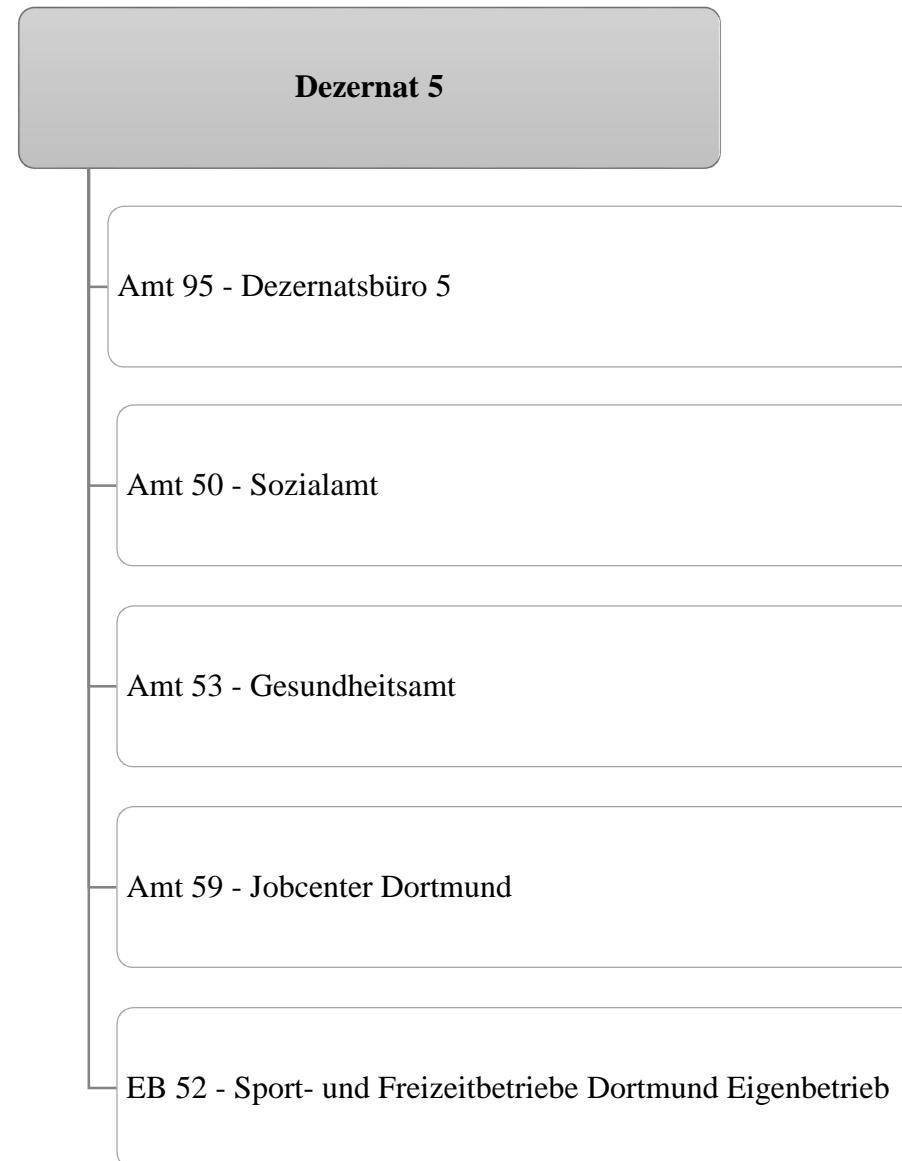 Dezernat 5
Amt 95 - Dezernatsbüro 5
Amt 50 - Sozialamt
Amt 53 - Gesundheitsamt
Amt 59 - Jobcenter Dortmund
EB 52 - Sport- und Freizeitbetriebe Dortmund Eigenbetrieb